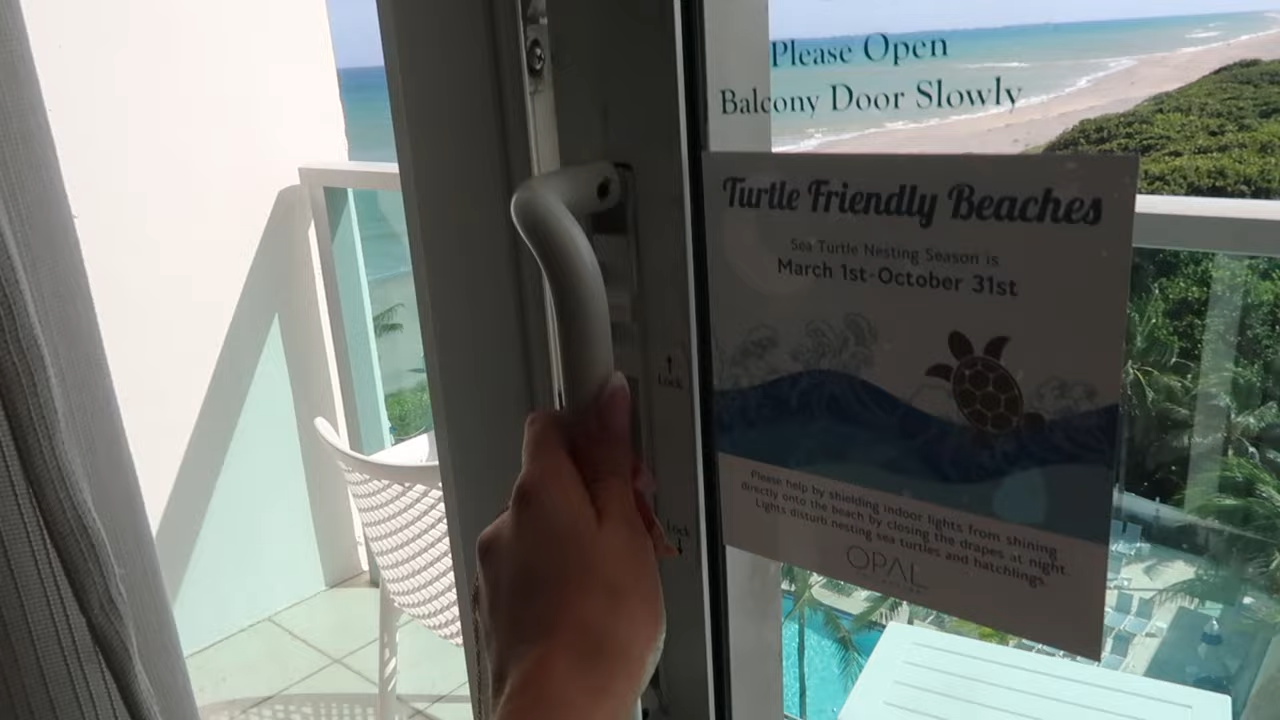 Please Open
Balcony Door Slowly
Turtle Friendly Beaches
Sea Turtle Nesting Season is
March 1st-October 31st
Lock
Please help by shielding indoor lights from shining
directly onto the beach by closing the drapes at night.
Lights disturb nesting sea turtles and hatchlings.
Lock
OPAL